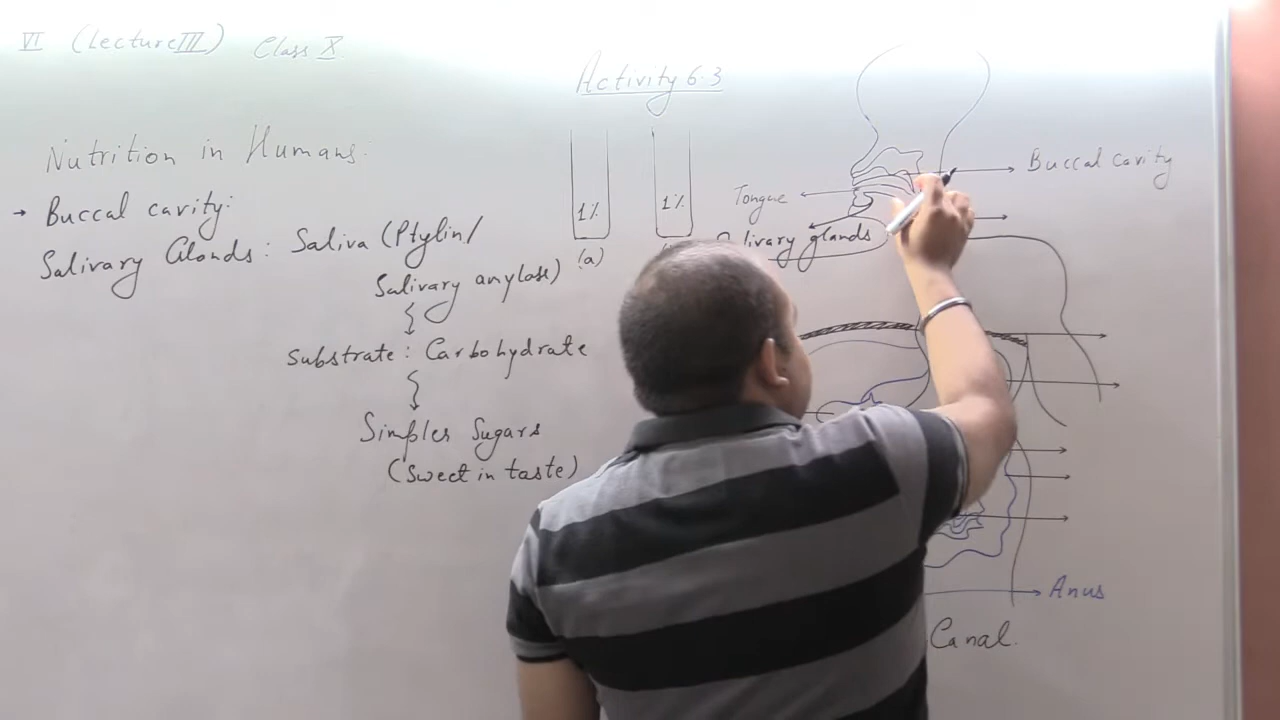 VI (Lecture III) Class X.
Activity 6.3
Nutrition in Humans:
→ Buccal cavity:
Salivary Glands: Saliva (Ptylin/
Salivary amylase)
Substrate: Carbohydrate
Simpler Sugars
(Sweet in taste)
1%
1%
(a)
Buccal cavity
Tongue
glands
Anus
Canal.